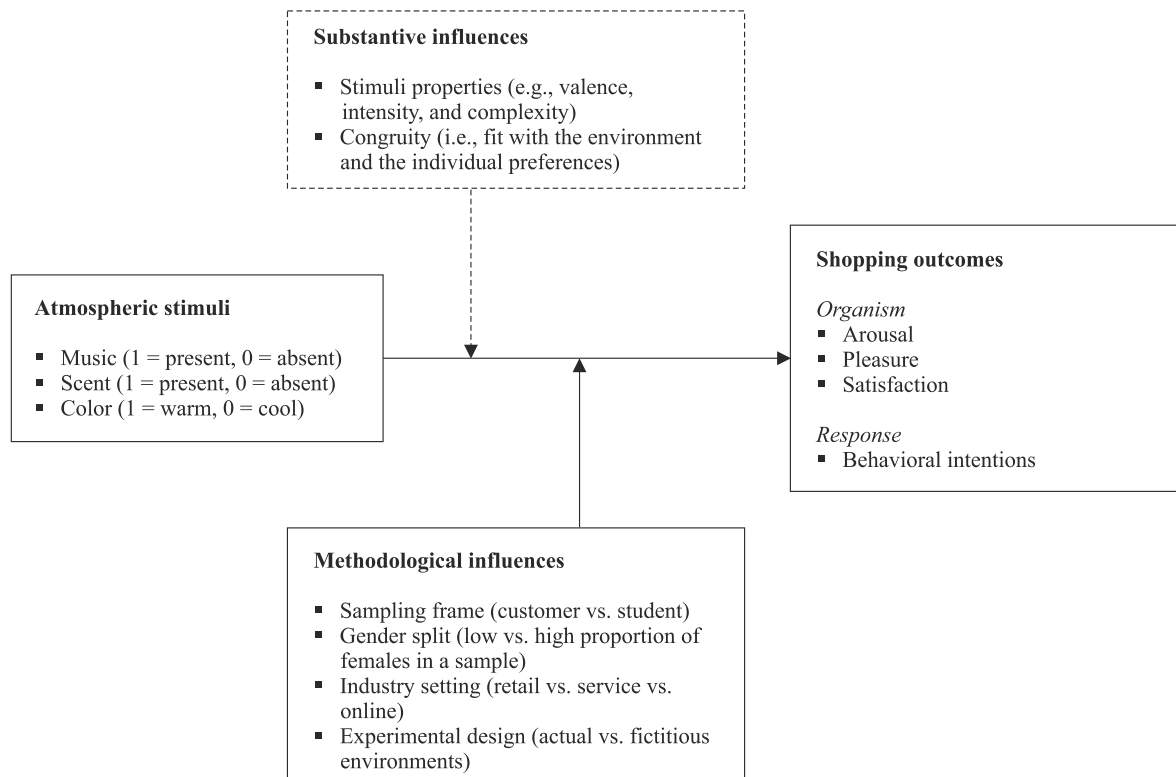 Substantive influences
▪ Stimuli properties (e.g., valence,
intensity, and complexity)
▪ Congruity (i.e., fit with the environment
and the individual preferences)
Atmospheric stimuli
▪ Music (1 = present, 0 = absent)
▪ Scent (1 = present, 0 = absent)
▪ Color (1 = warm, 0 = cool)
Shopping outcomes
Organism
▪ Arousal
▪ Pleasure
▪ Satisfaction
Response
▪ Behavioral intentions
Methodological influences
▪ Sampling frame (customer vs. student)
▪ Gender split (low vs. high proportion of
females in a sample)
▪ Industry setting (retail vs. service vs.
online)
▪ Experimental design (actual vs. fictitious
environments)